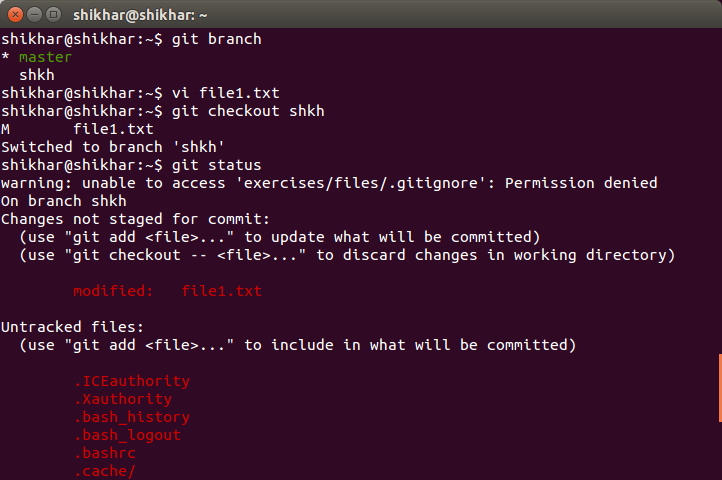 shikhar@shikhar: ~
shikhar@shikhar:~$ git branch
* master
  shkh
shikhar@shikhar:~$ vi file1.txt
shikhar@shikhar:~$ git checkout shkh
M       file1.txt
Switched to branch 'shkh'
shikhar@shikhar:~$ git status
warning: unable to access 'exercises/files/.gitignore': Permission denied
On branch shkh
Changes not staged for commit:
  (use "git add <file>..." to update what will be committed)
  (use "git checkout -- <file>..." to discard changes in working directory)
        modified:   file1.txt
Untracked files:
  (use "git add <file>..." to include in what will be committed)
        .ICEauthority
        .Xauthority
        .bash_history
        .bash_logout
        .bashrc
        .cache/